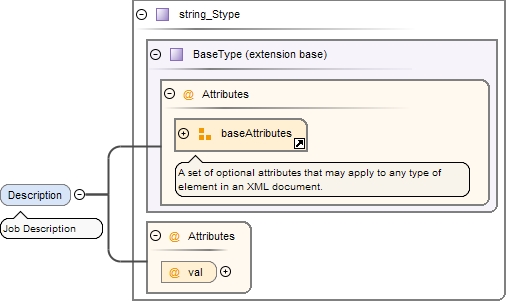 string_Stype
BaseType (extension base)
@ Attributes
baseAttributes
A set of optional attributes that may apply to any type of
element in an XML document.
Description
Job Description
@ Attributes
@ val